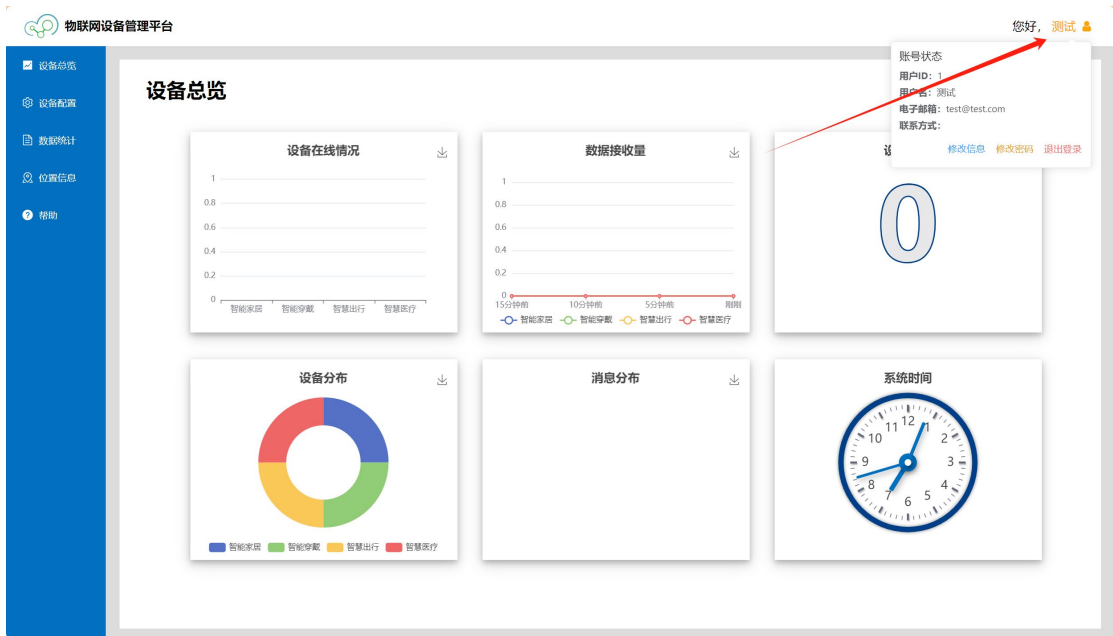 物联网设备管理平台
您好， 测试
设备总览
设备配置
数据统计
位置信息
帮助
设备总览
账号状态
用户ID： 1
用户名： 测试
电子邮箱： test@test.com
联系方式：
修改信息 修改密码 退出登录
设备在线情况
1
0.8
0.6
0.4
0.2
0
智能家居 智能穿戴 智慧出行 智慧医疗
数据接收量
1
0.8
0.6
0.4
0.2
0
15分钟前 10分钟前 5分钟前 刚刚
智能家居 智能穿戴 智慧出行 智慧医疗
0
设备分布
智能家居 智能穿戴 智慧出行 智慧医疗
消息分布
系统时间
12
1
2
3
4
5
6
7
8
9
10
11